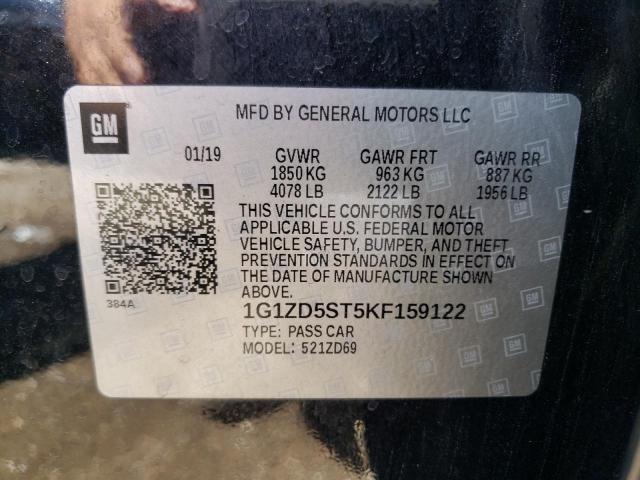 GM
MFD BY GENERAL MOTORS LLC
01/19 GVWR GAWR FRT GAWR RR
1850 KG 963 KG 887 KG
4078 LB 2122 LB 1956 LB
THIS VEHICLE CONFORMS TO ALL
APPLICABLE U.S. FEDERAL MOTOR
VEHICLE SAFETY, BUMPER, AND THEFT
PREVENTION STANDARDS IN EFFECT ON
THE DATE OF MANUFACTURE SHOWN
ABOVE.
384A
1G1ZD5ST5KF159122
TYPE: PASS CAR
MODEL: 521ZD69